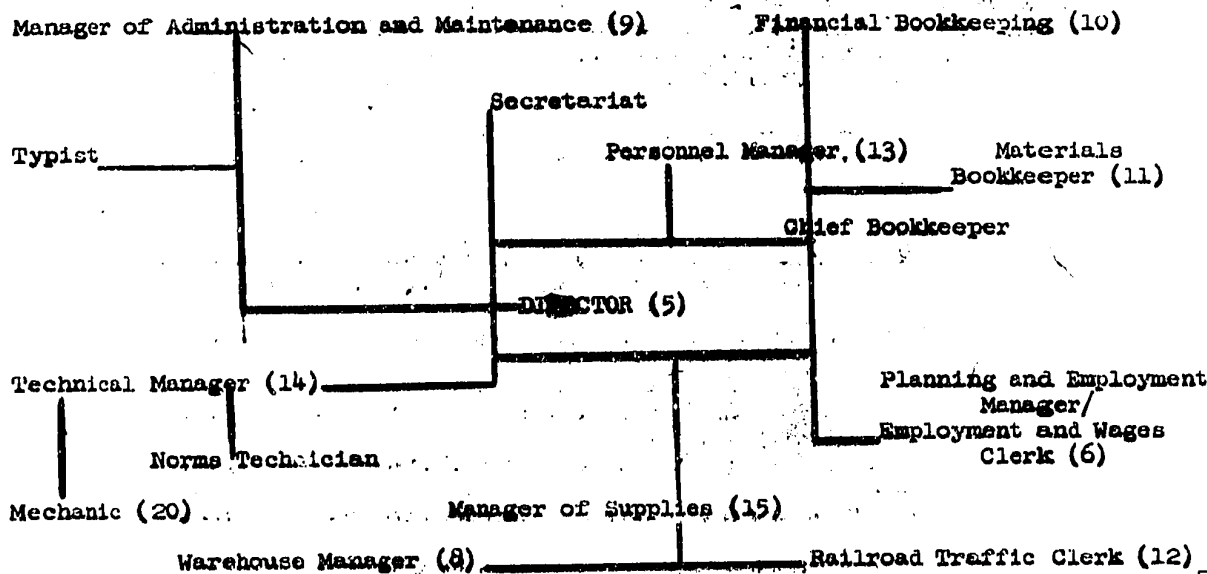 Manager of Administration and Maintenance (9)
Financial Bookkeeping (10)
Secretariat
Typist
Personnel Manager (13)
Materials
Bookkeeper (11)
Chief Bookkeeper
DIRECTOR (5)
Technical Manager (14)
Planning and Employment
Manager/
Employment and Wages
Clerk (6)
Norms Technician
Mechanic (20)
Manager of Supplies (15)
Warehouse Manager (8)
Railroad Traffic Clerk (12)